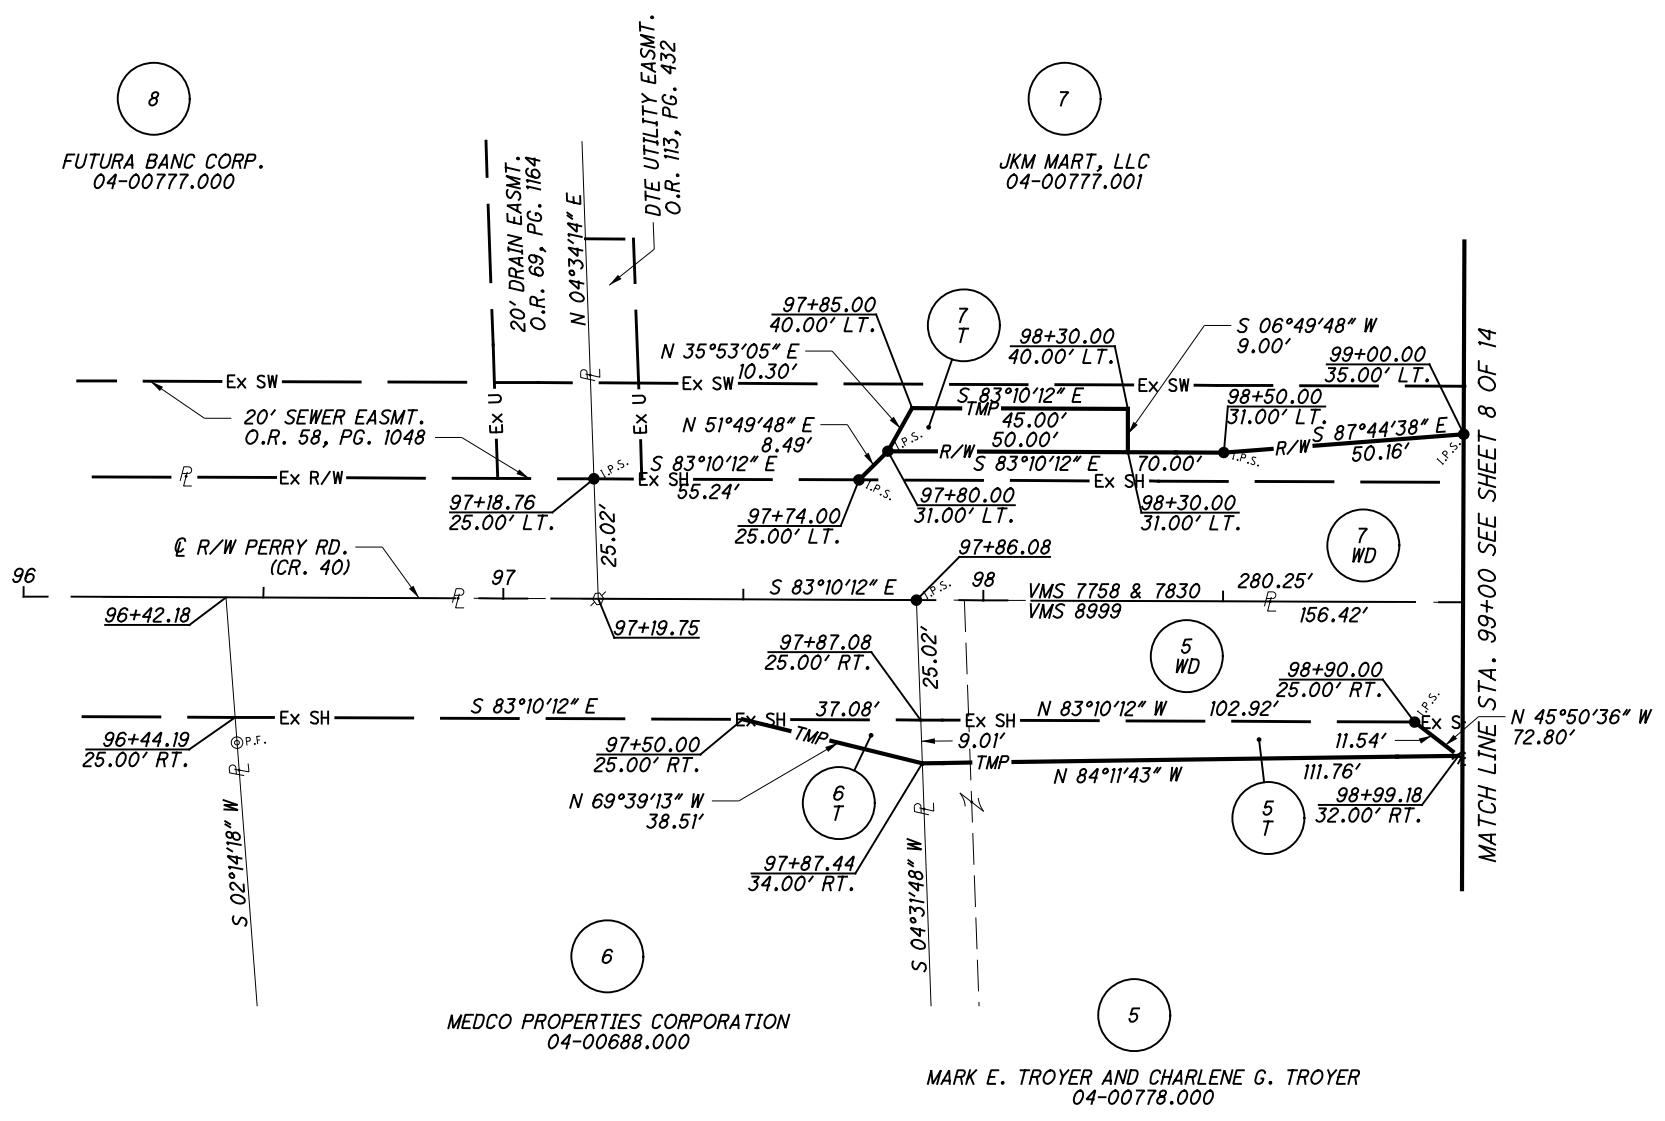 8
FUTURA BANC CORP.
04-00777.000
7
JKM MART, LLC
04-00777.001
DTE UTILITY EASMT.
O.R. 113, PG. 432
20' DRAIN EASMT.
O.R. 69, PG. 1164
N 04°34'14" E
97+85.00
40.00' LT.
7
T
98+30.00
40.00' LT.
S 06°49'48" W
9.00'
99+00.00
35.00' LT.
N 35°53'05" E
10.30'
Ex SW
Ex SW
Ex SW
PL
20' SEWER EASMT.
O.R. 58, PG. 1048
Ex U
Ex U
N 51°49'48" E
8.49'
S 83°10'12" E
TMP
45.00'
98+50.00
31.00' LT.
50.00'
R/W
S 83°10'12" E
70.00'
R/W
S 87°44'38" E
50.16'
I.P.S.
I.P.S.
I.P.S.
I.P.S.
I.P.S.
PL
Ex R/W
S 83°10'12" E
Ex SH
55.24'
Ex SH
97+18.76
25.00' LT.
97+74.00
25.00' LT.
97+80.00
31.00' LT.
98+30.00
31.00' LT.
25.02'
7
WD
CL R/W PERRY RD.
(CR. 40)
97+86.08
96
97
98
S 83°10'12" E
I.P.S.
VMS 7758 & 7830
VMS 8999
280.25'
156.42'
PL
PL
96+42.18
97+19.75
97+87.08
25.00' RT.
25.02'
5
WD
98+90.00
25.00' RT.
I.P.S.
Ex SH
S 83°10'12" E
Ex SH
37.08'
Ex SH
N 83°10'12" W
102.92'
Ex S
N 45°50'36" W
72.80'
96+44.19
25.00' RT.
P.F.
PL
97+50.00
25.00' RT.
TMP
9.01'
TMP
11.54'
N 84°11'43" W
111.76'
N 69°39'13" W
38.51'
6
T
PL
Z
5
T
98+99.18
32.00' RT.
97+87.44
34.00' RT.
S 02°14'18" W
S 04°31'48" W
MATCH LINE STA. 99+00 SEE SHEET 8 OF 14
6
MEDCO PROPERTIES CORPORATION
04-00688.000
5
MARK E. TROYER AND CHARLENE G. TROYER
04-00778.000